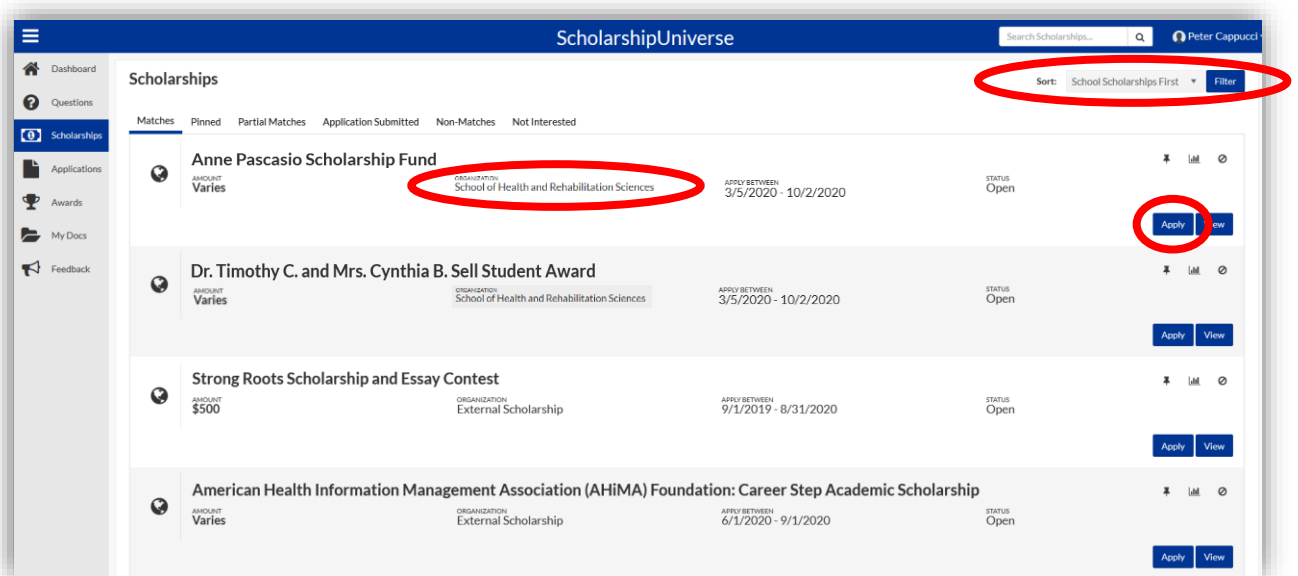 ScholarshipUniverse
Search Scholarships...
Peter Cappucci
Dashboard
Questions
Scholarships
Applications
Awards
My Docs
Feedback
Scholarships
Sort: School Scholarships First Filter
Matches Pinned Partial Matches Application Submitted Non-Matches Not Interested
Anne Pascasio Scholarship Fund
AMOUNT ORGANIZATION APPLY BETWEEN STATUS
Varies School of Health and Rehabilitation Sciences 3/5/2020 - 10/2/2020 Open
Apply View
Dr. Timothy C. and Mrs. Cynthia B. Sell Student Award
AMOUNT ORGANIZATION APPLY BETWEEN STATUS
Varies School of Health and Rehabilitation Sciences 3/5/2020 - 10/2/2020 Open
Apply View
Strong Roots Scholarship and Essay Contest
AMOUNT ORGANIZATION APPLY BETWEEN STATUS
$500 External Scholarship 9/1/2019 - 8/31/2020 Open
Apply View
American Health Information Management Association (AHiMA) Foundation: Career Step Academic Scholarship
AMOUNT ORGANIZATION APPLY BETWEEN STATUS
Varies External Scholarship 6/1/2020 - 9/1/2020 Open
Apply View